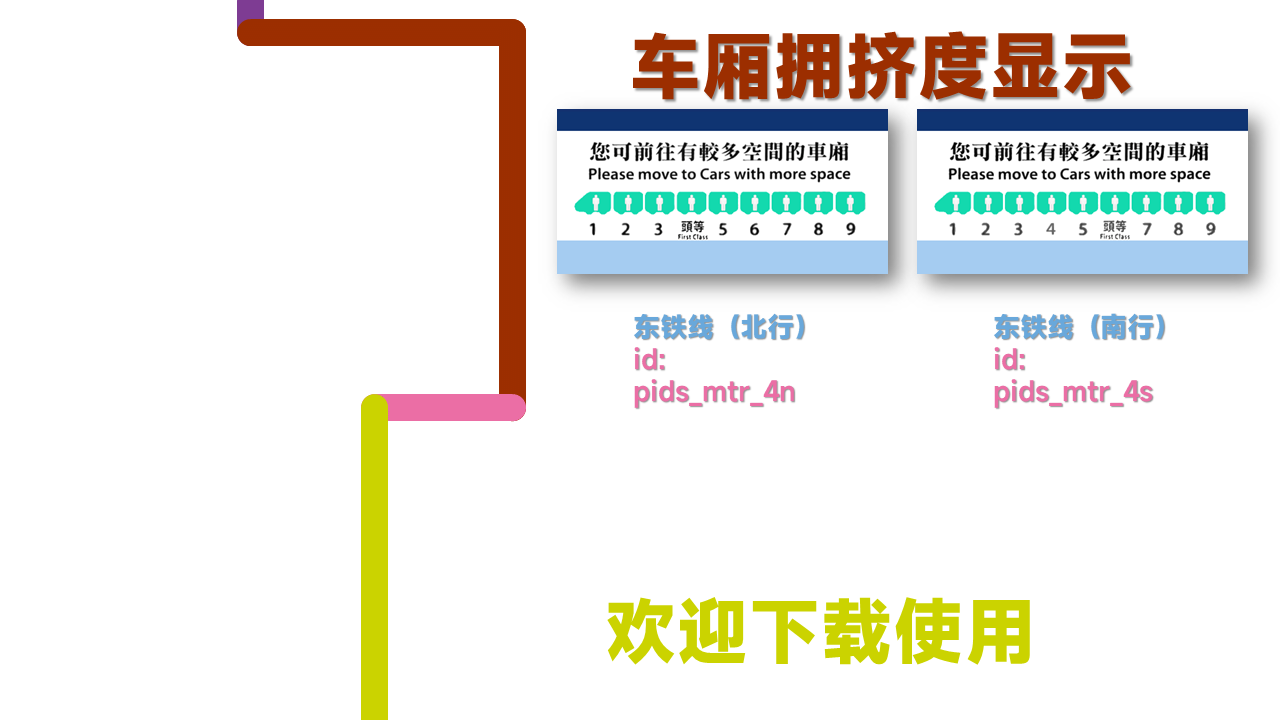 车厢拥挤度显示
您可前往有較多空間的車廂
Please move to Cars with more space
1 2 3 頭等 5 6 7 8 9
First Class
您可前往有較多空間的車廂
Please move to Cars with more space
1 2 3 4 5 頭等 7 8 9
First Class
东铁线（北行）
id:
pids_mtr_4n
东铁线（南行）
id:
pids_mtr_4s
欢迎下载使用